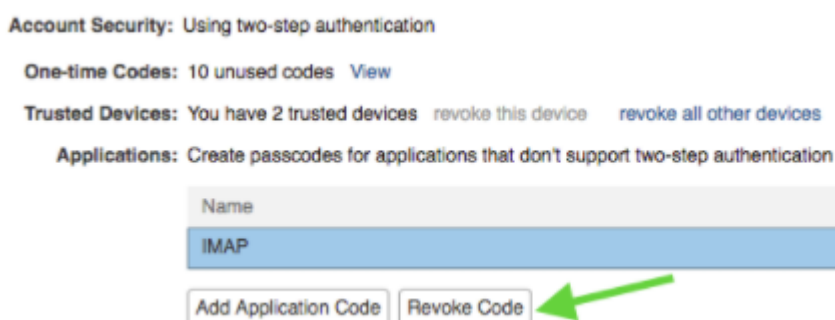 Account Security: Using two-step authentication
One-time Codes: 10 unused codes View
Trusted Devices: You have 2 trusted devices revoke this device revoke all other devices
Applications: Create passcodes for applications that don't support two-step authentication
Name
IMAP
Add Application Code Revoke Code